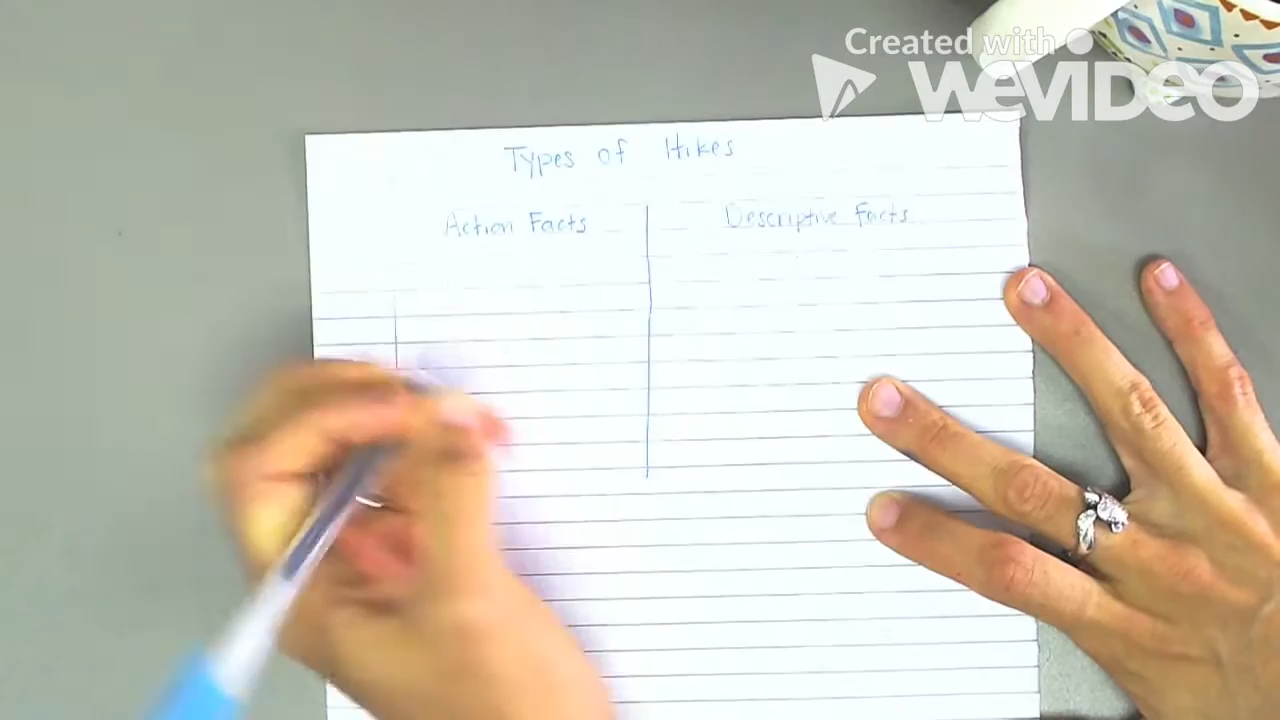 Created with
WEVIDEO
Types of Hikes
Action Facts
Descriptive Facts